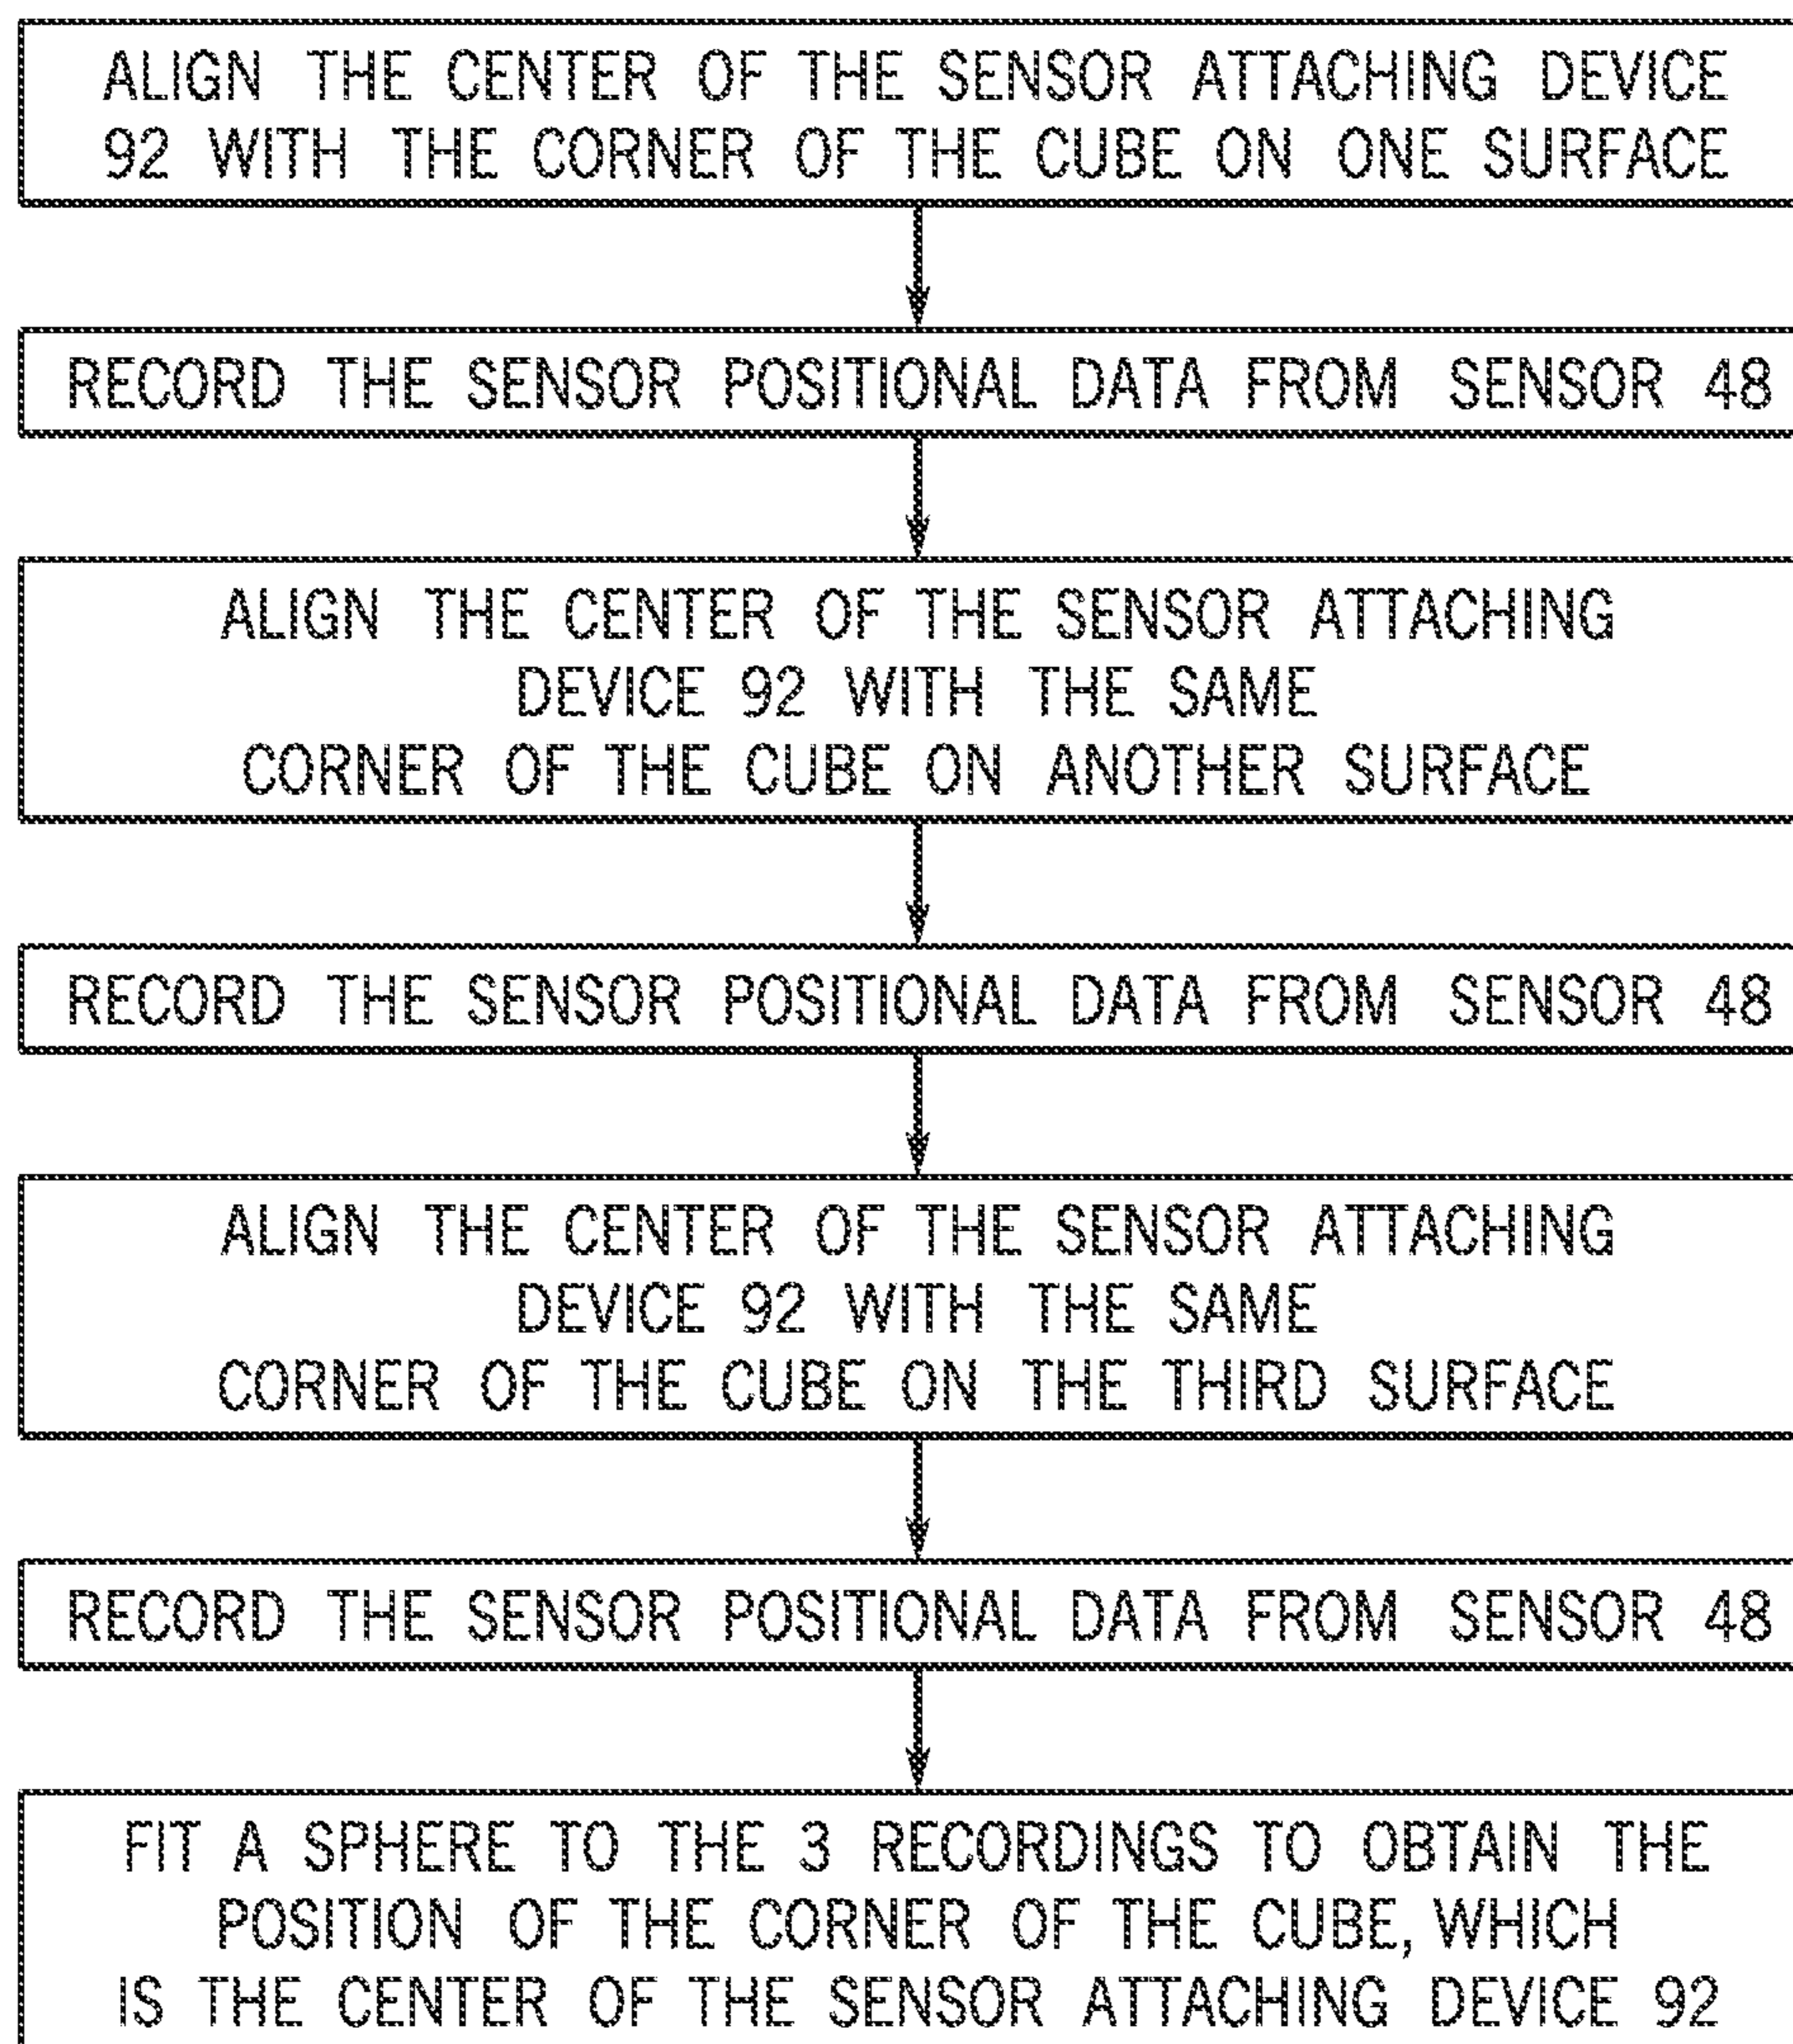 ALIGN THE CENTER OF THE SENSOR ATTACHING DEVICE
92 WITH THE CORNER OF THE CUBE ON ONE SURFACE
RECORD THE SENSOR POSITIONAL DATA FROM SENSOR 48
ALIGN THE CENTER OF THE SENSOR ATTACHING
DEVICE 92 WITH THE SAME
CORNER OF THE CUBE ON ANOTHER SURFACE
RECORD THE SENSOR POSITIONAL DATA FROM SENSOR 48
ALIGN THE CENTER OF THE SENSOR ATTACHING
DEVICE 92 WITH THE SAME
CORNER OF THE CUBE ON THE THIRD SURFACE
RECORD THE SENSOR POSITIONAL DATA FROM SENSOR 48
FIT A SPHERE TO THE 3 RECORDINGS TO OBTAIN THE
POSITION OF THE CORNER OF THE CUBE, WHICH
IS THE CENTER OF THE SENSOR ATTACHING DEVICE 92